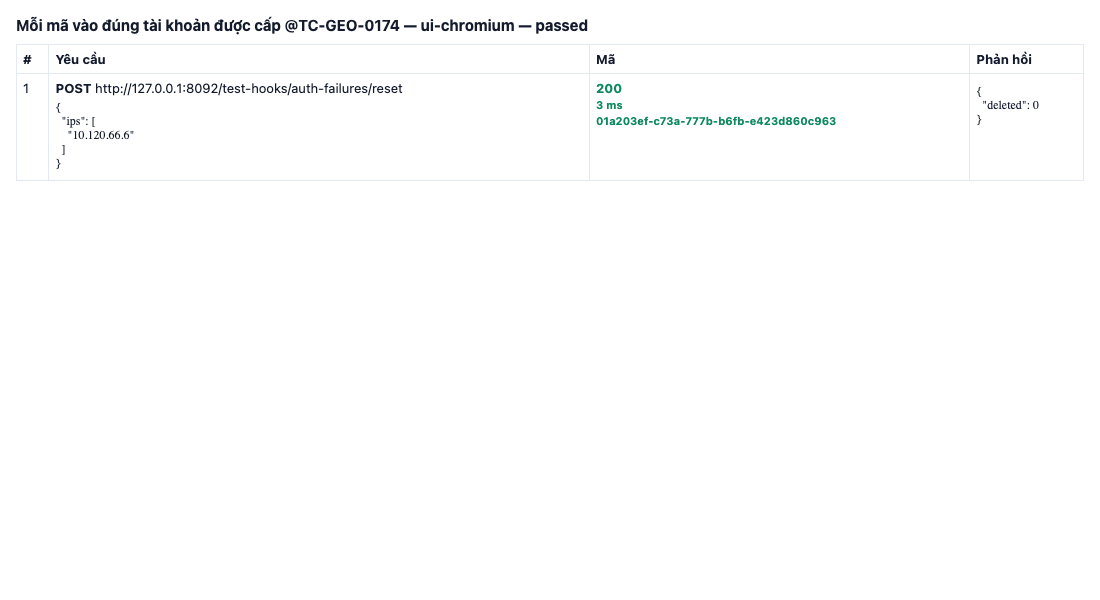 Mỗi mã vào đúng tài khoản được cấp @TC-GEO-0174 — ui-chromium — passed
# Yêu cầu Mã Phản hồi
1 POST http://127.0.0.1:8092/test-hooks/auth-failures/reset
{
"ips": [
"10.120.66.6"
]
}
200
3 ms
01a203ef-c73a-777b-b6fb-e423d860c963
{
"deleted": 0
}